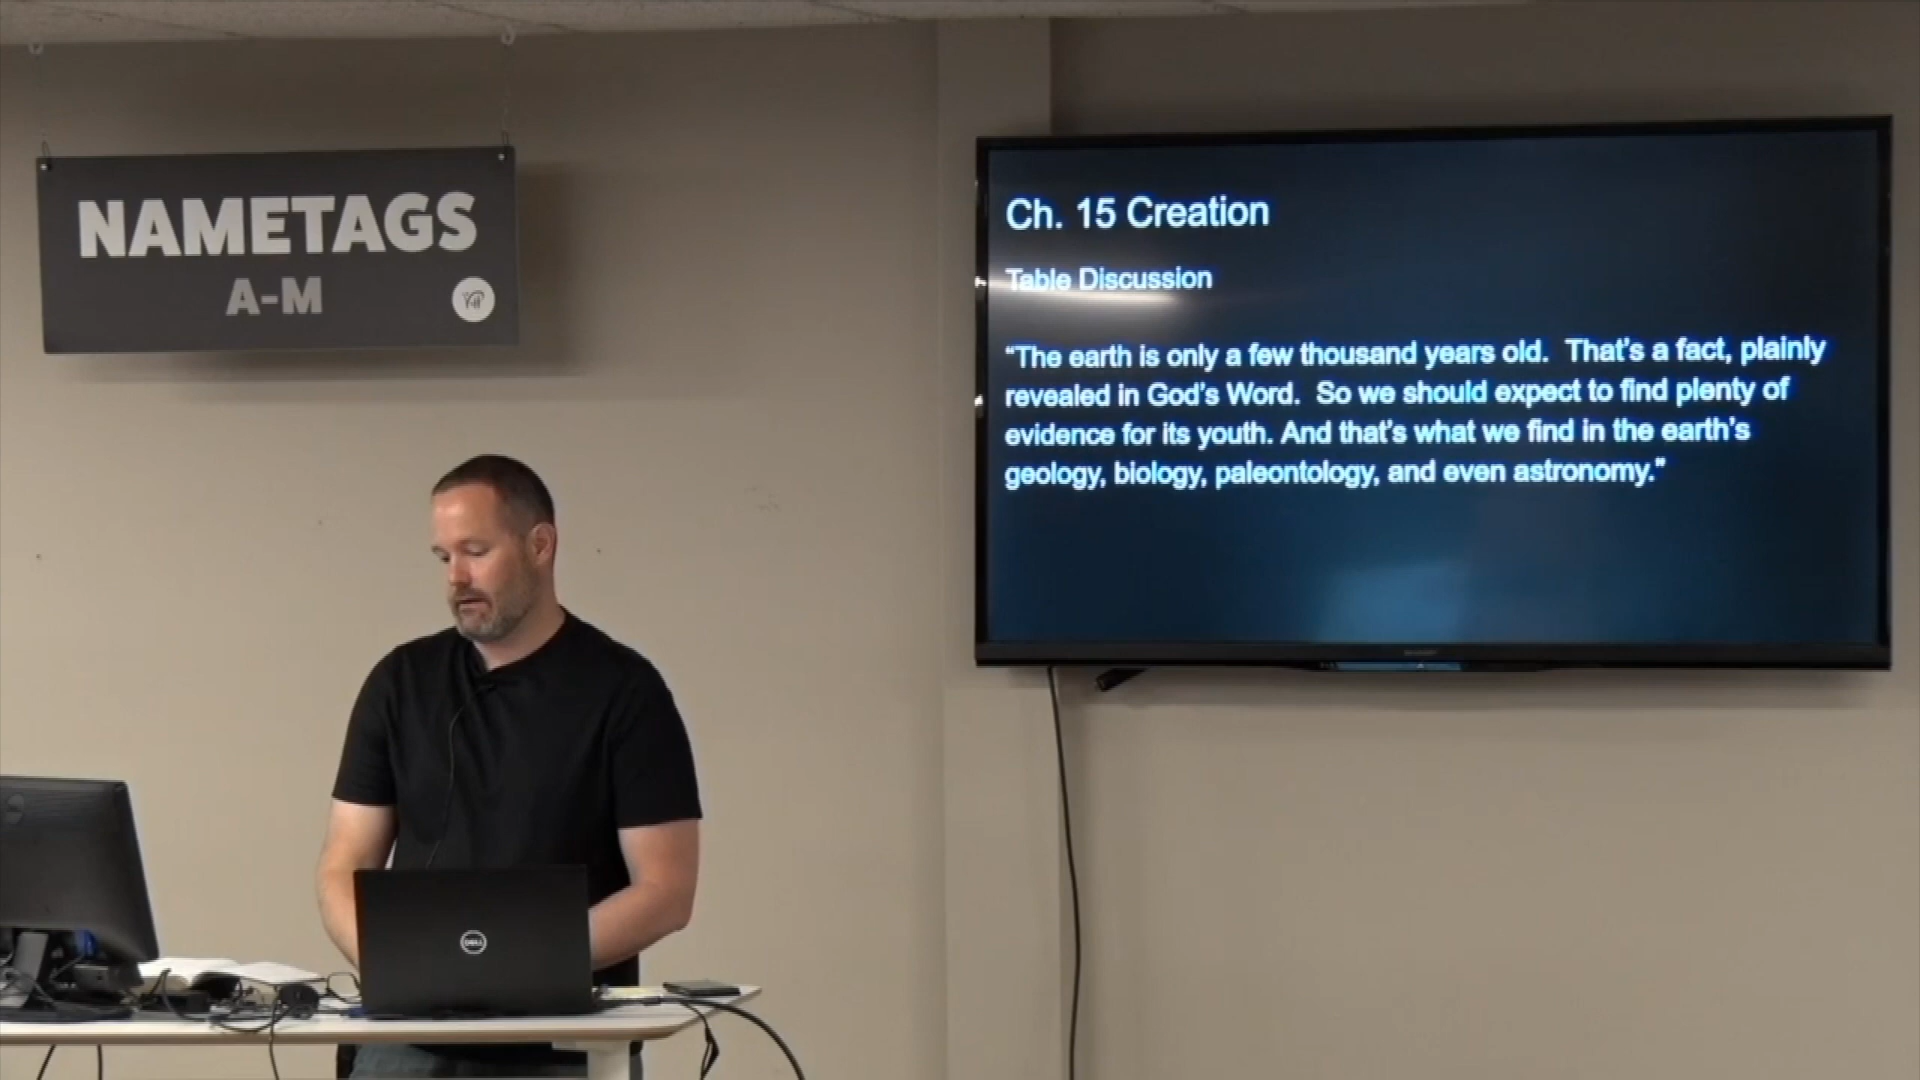 NAMETAGS
A-M
Ch. 15 Creation
Table Discussion
“The earth is only a few thousand years old.  That’s a fact, plainly
revealed in God’s Word.  So we should expect to find plenty of
evidence for its youth. And that’s what we find in the earth’s
geology, biology, paleontology, and even astronomy.”
DELL